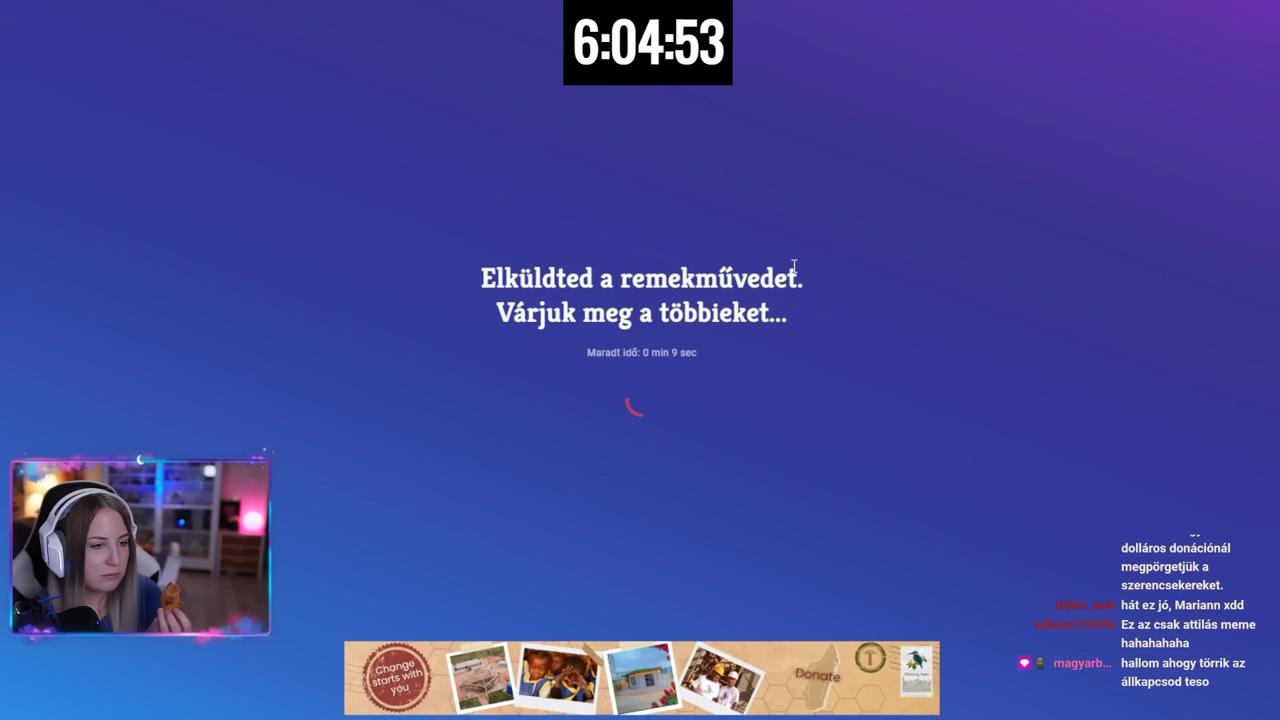 6:04:53
Elküldted a remekművedet.
Várjuk meg a többieket...
Maradt idő: 0 min 9 sec
dolláros donációnál
megpörgetjük a
szerencsekereket.
hát ez jó, Mariann xdd
Ez az csak attilás meme
hahahahaha
magyarb... hallom ahogy törrik az
állkapcsod teso
Change
starts with
you
Donate